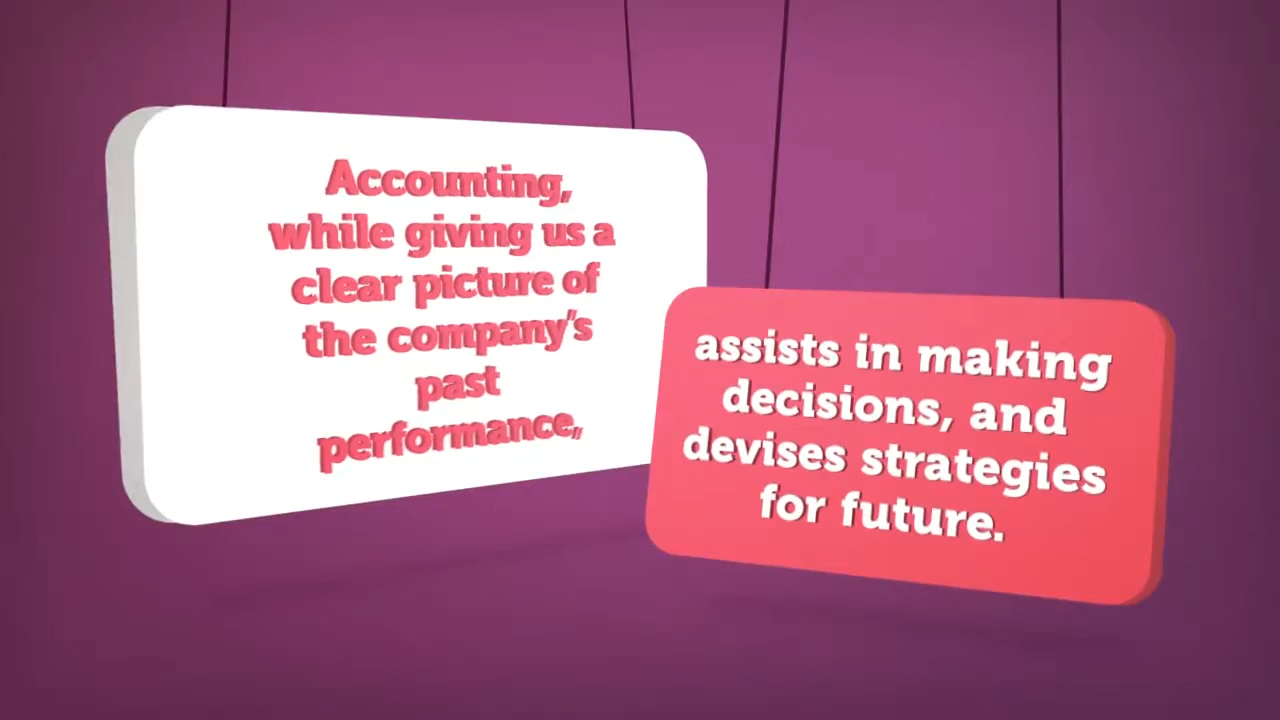 Accounting,
while giving us a
clear picture of
the company's
past
performance,
assists in making
decisions, and
devises strategies
for future.